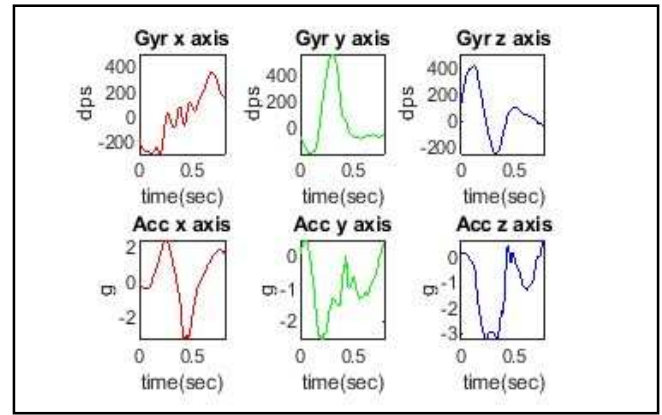 Gyr x axis Gyr y axis Gyr z axis
400 400 400
200 200 200
0 0 0
-200 -200
dps dps dps
0 0.5 0 0.5 0 0.5
time(sec) time(sec) time(sec)
Acc x axis Acc y axis Acc z axis
2 0 0
0 -1 -1
-2 -2 -2
-3
g g g
0 0.5 0 0.5 0 0.5
time(sec) time(sec) time(sec)